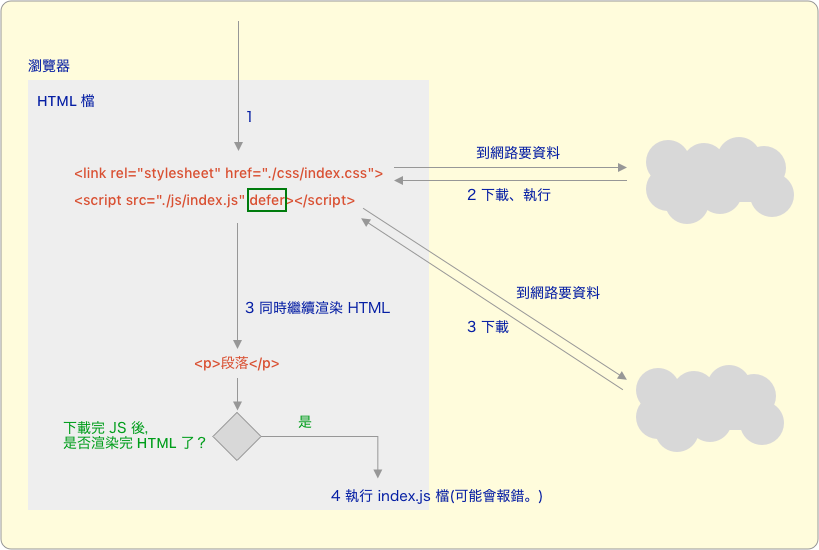 瀏覽器
HTML 檔
1
<link rel="stylesheet" href="./css/index.css">
到網路要資料
2 下載、執行
<script src="./js/index.js" defer></script>
到網路要資料
3 同時繼續渲染 HTML
3 下載
<p>段落</p>
是
下載完 JS 後,
是否渲染完 HTML 了？
4 執行 index.js 檔(可能會報錯。)